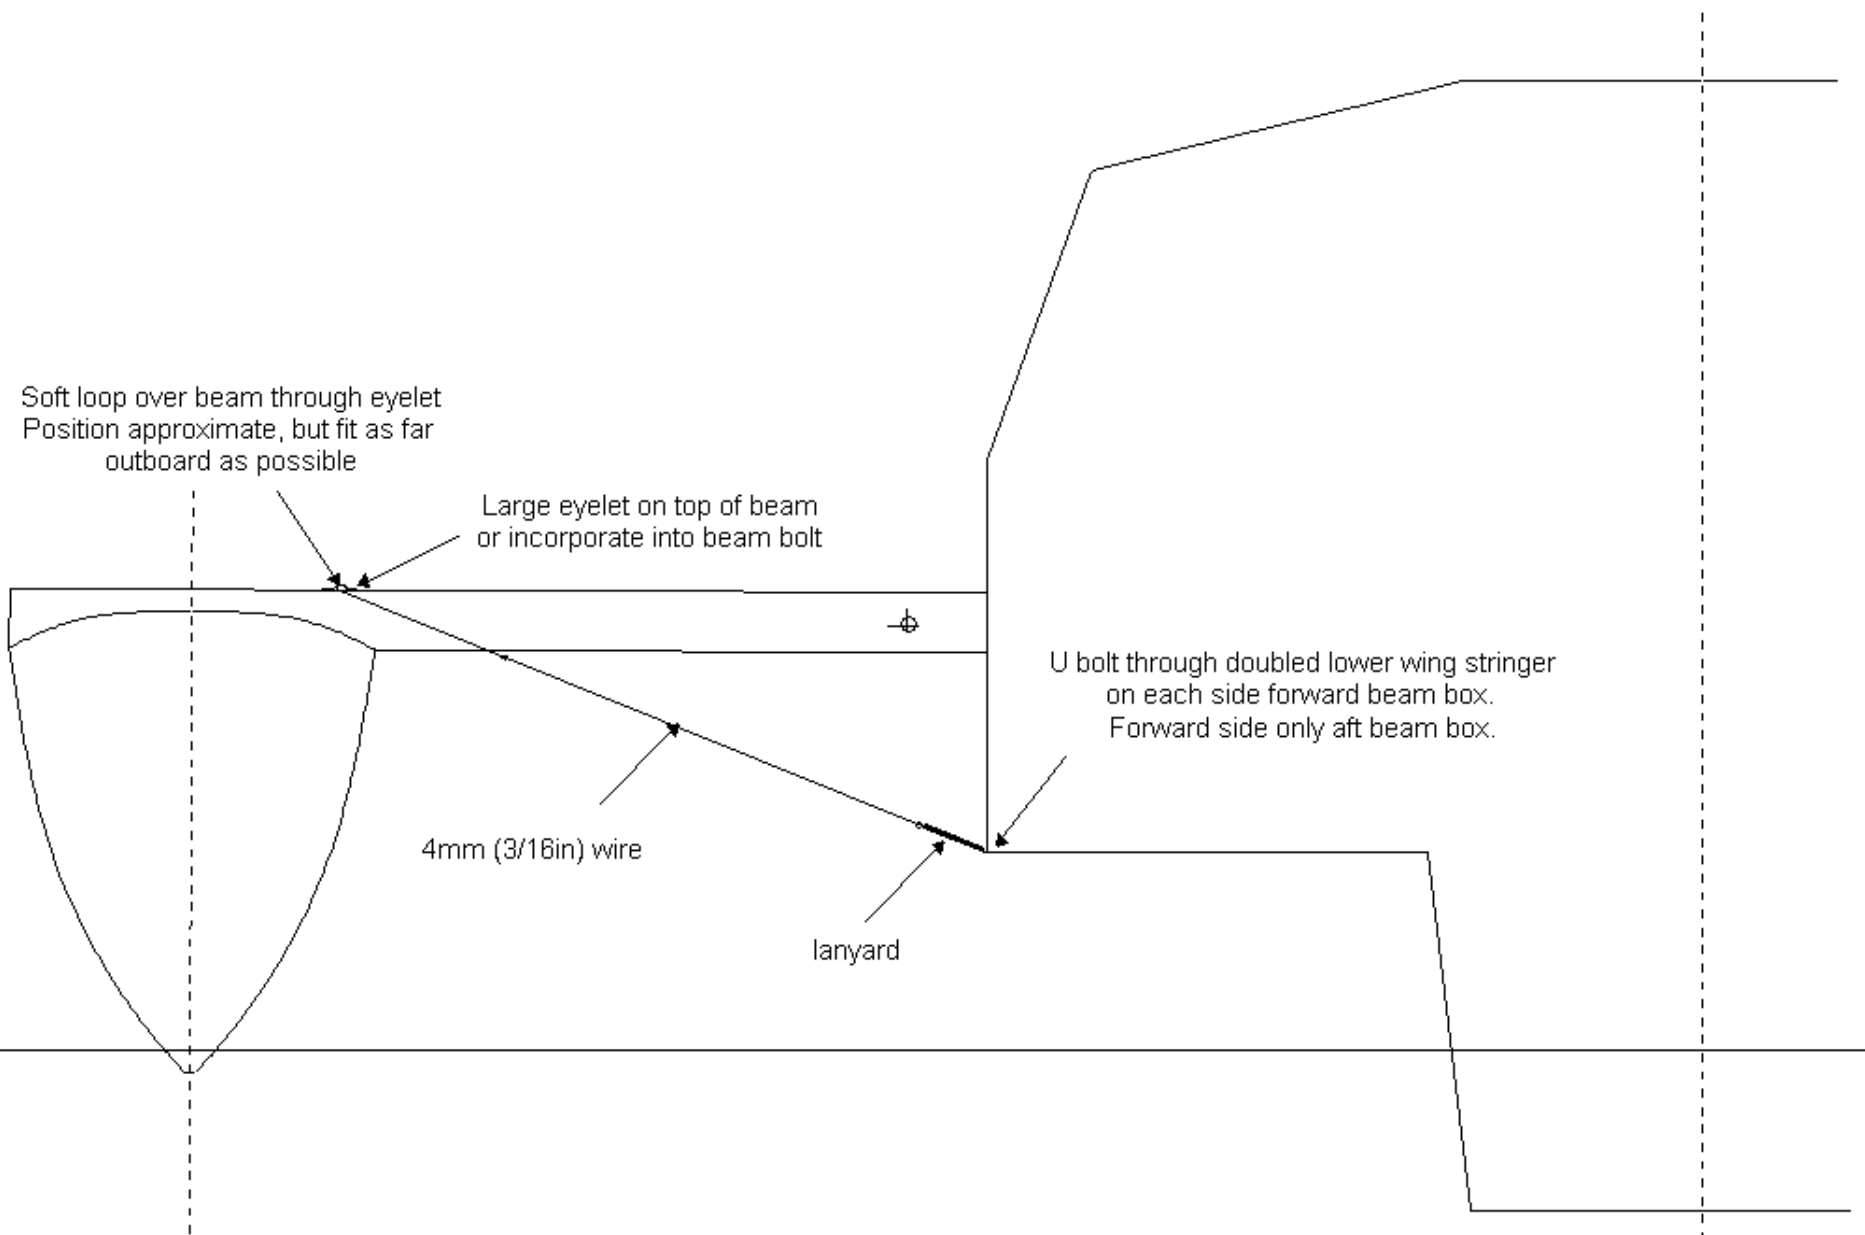 Soft loop over beam through eyelet
Position approximate, but fit as far
outboard as possible
Large eyelet on top of beam
or incorporate into beam bolt
U bolt through doubled lower wing stringer
on each side forward beam box.
Forward side only aft beam box.
4mm (3/16in) wire
lanyard